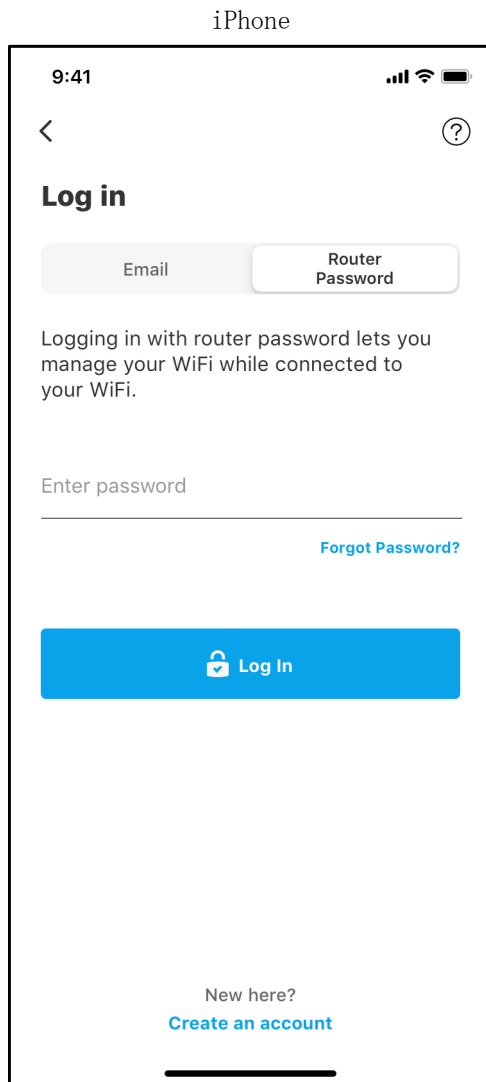 iPhone
9:41
Log in
Email
Router
Password
Logging in with router password lets you
manage your WiFi while connected to
your WiFi.
Enter password
Forgot Password?
Log In
New here?
Create an account